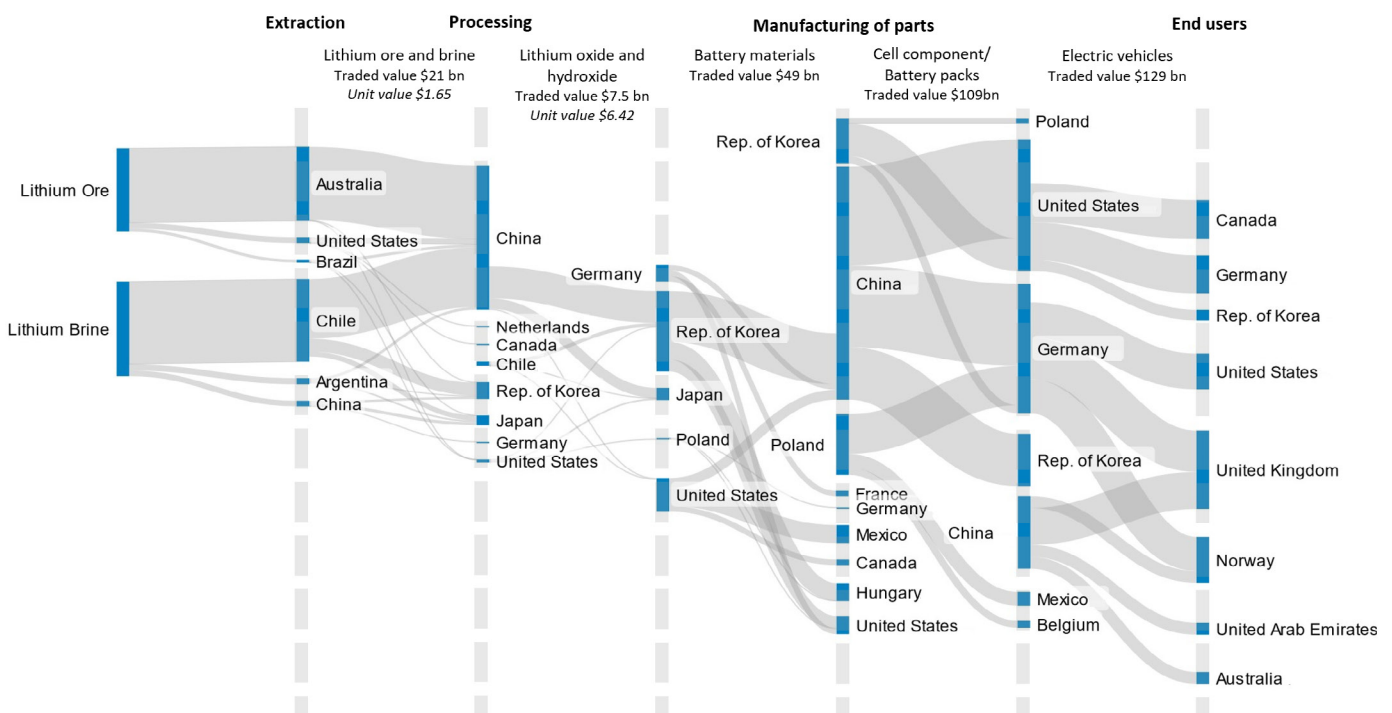 Extraction
Processing
Manufacturing of parts
End users
Lithium ore and brine
Traded value $21 bn
Unit value $1.65
Lithium oxide and
hydroxide
Traded value $7.5 bn
Unit value $6.42
Battery materials
Traded value $49 bn
Cell component/
Battery packs
Traded value $109bn
Electric vehicles
Traded value $129 bn
Lithium Ore
Lithium Brine
Australia
United States
Brazil
Chile
Argentina
China
China
Netherlands
Canada
Chile
Rep. of Korea
Japan
Germany
United States
Germany
Rep. of Korea
Japan
Poland
United States
Rep. of Korea
China
Poland
France
Germany
Mexico
Canada
Hungary
United States
Poland
United States
Germany
Rep. of Korea
China
Mexico
Belgium
Canada
Germany
Rep. of Korea
United States
United Kingdom
Norway
United Arab Emirates
Australia